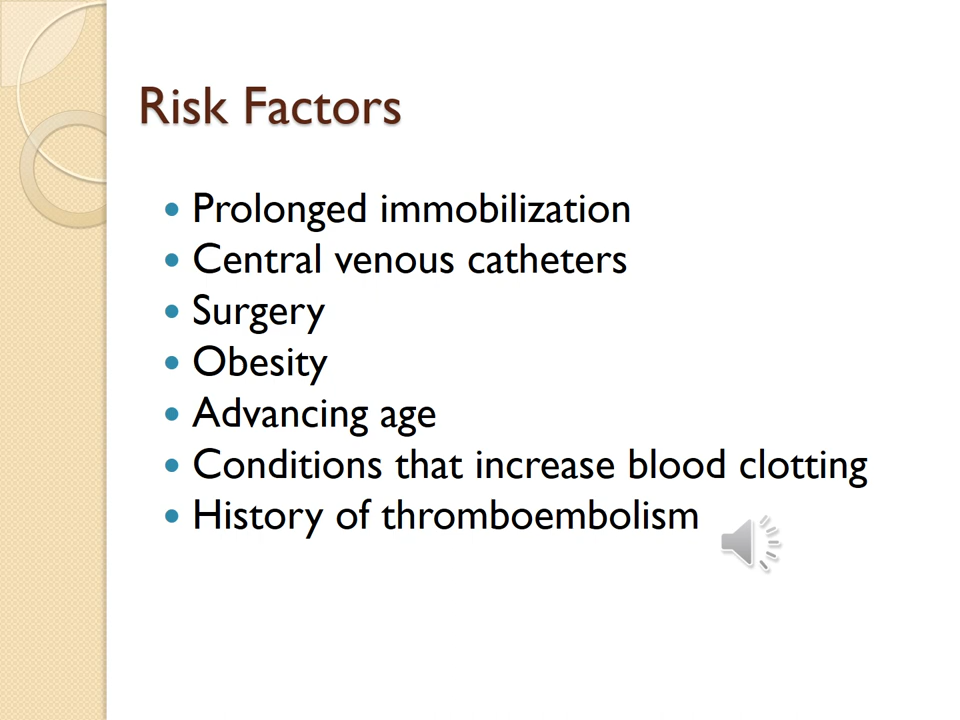 Risk Factors
• Prolonged immobilization
• Central venous catheters
• Surgery
• Obesity
• Advancing age
• Conditions that increase blood clotting
• History of thromboembolism